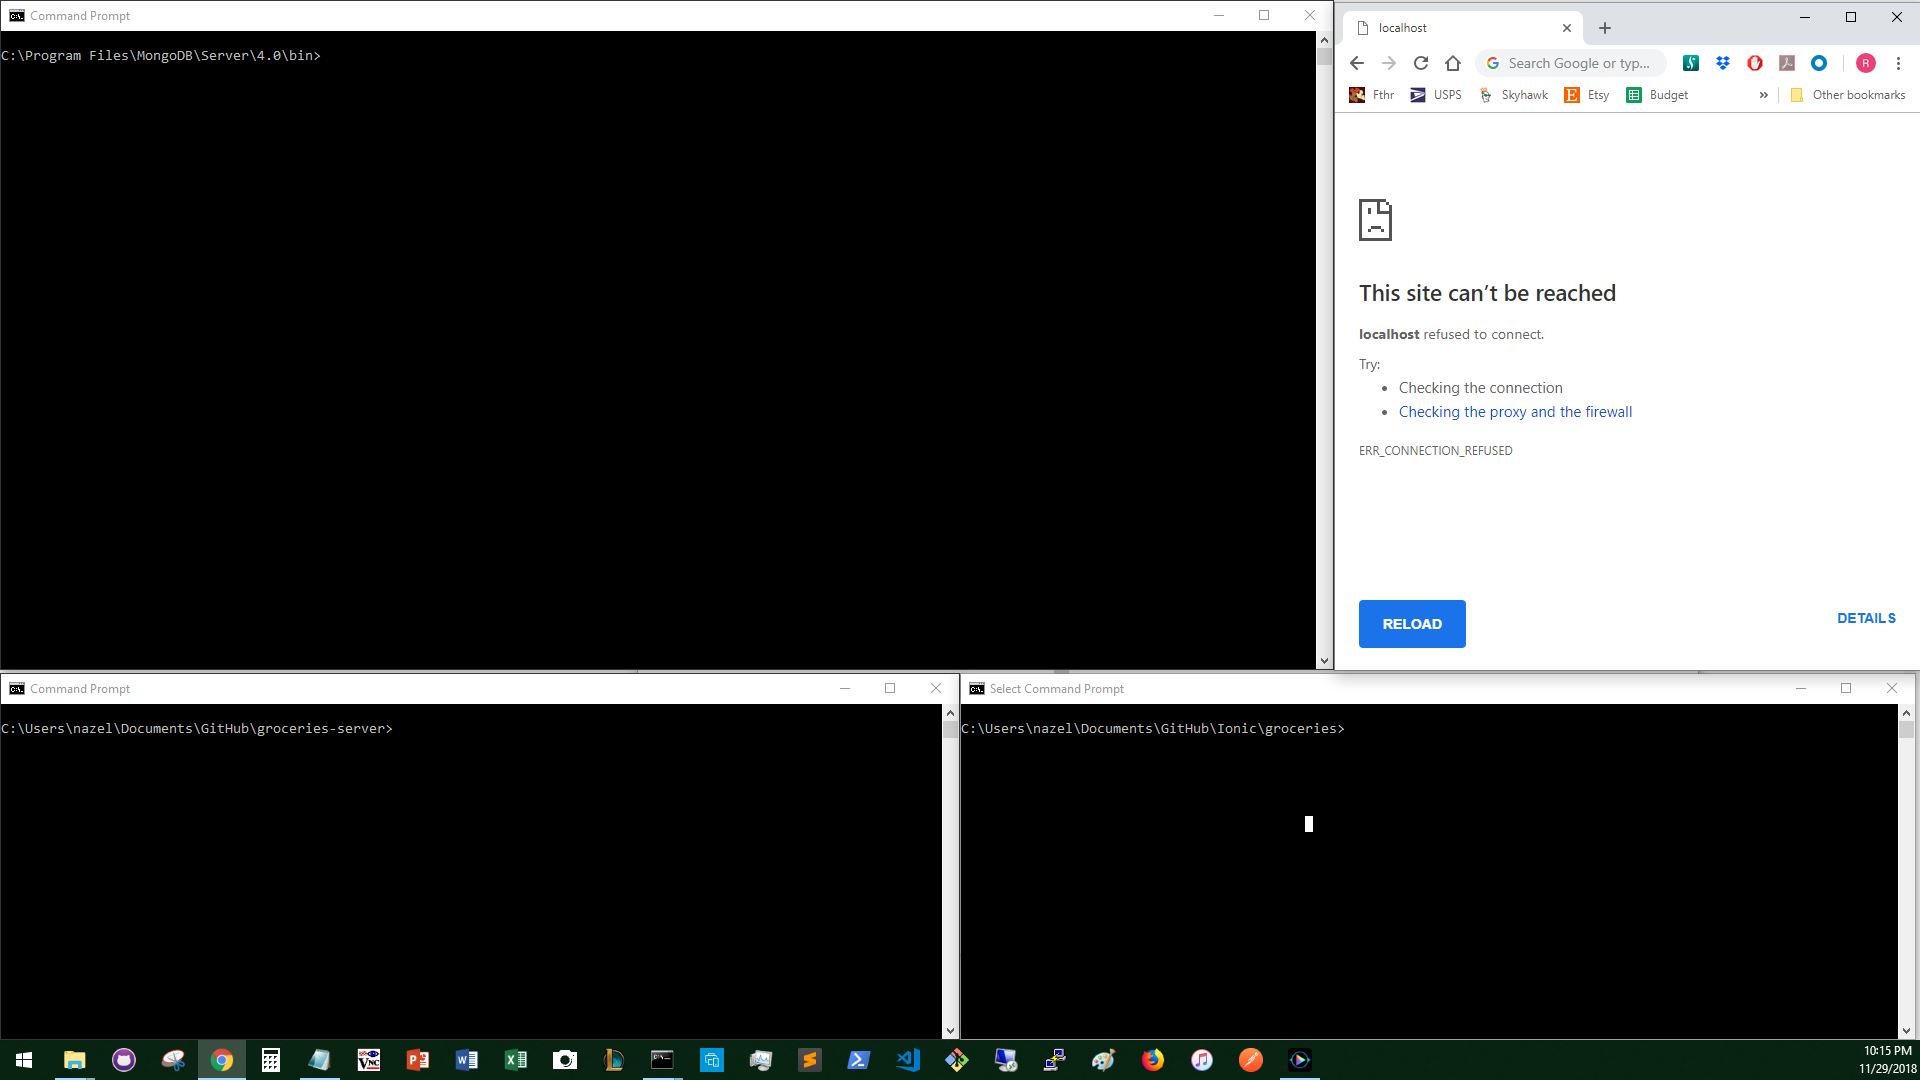 Command Prompt
C:\Program Files\MongoDB\Server\4.0\bin>
localhost
Search Google or typ...
R
Fthr
USPS
Skyhawk
Etsy
Budget
»
Other bookmarks
This site can’t be reached
localhost refused to connect.
Try:
• Checking the connection
• Checking the proxy and the firewall
ERR_CONNECTION_REFUSED
RELOAD
DETAILS
Command Prompt
C:\Users\nazel\Documents\GitHub\groceries-server>
Select Command Prompt
C:\Users\nazel\Documents\GitHub\Ionic\groceries>
10:15 PM
11/29/2018